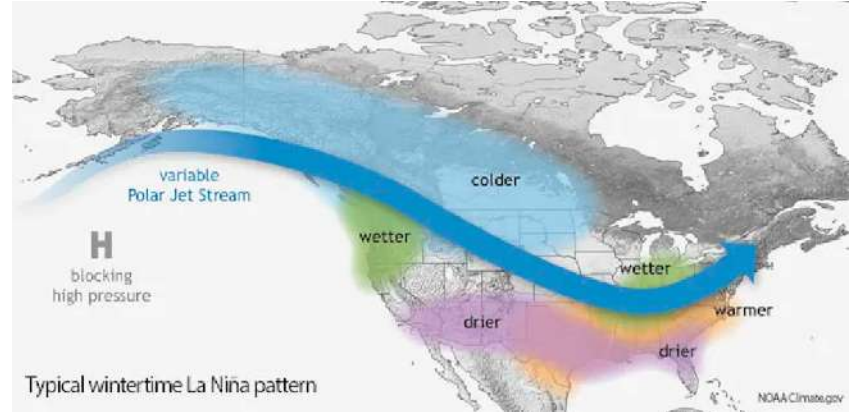 colder
variable
Polar Jet Stream
wetter
H
blocking
high pressure
wetter
warmer
drier
drier
Typical wintertime La Niña pattern
NOAA Climate.gov